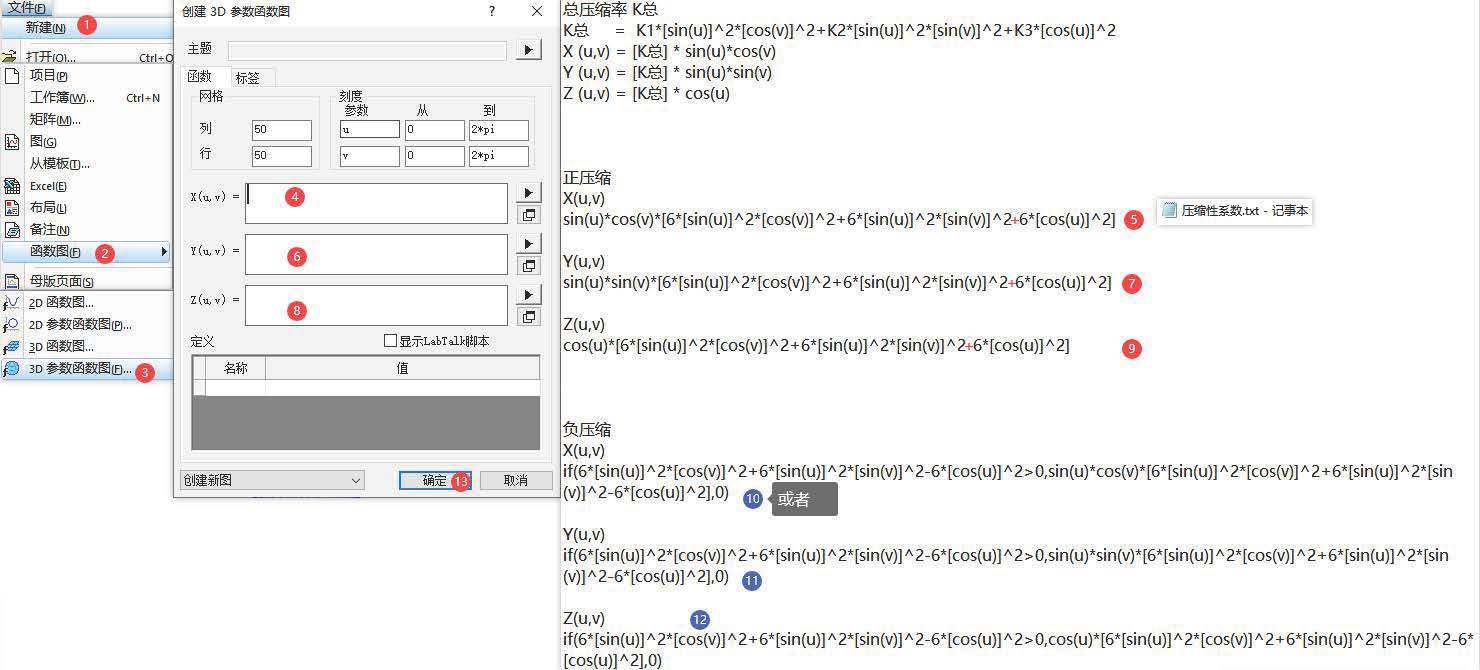 文件(F)
新建(N)
1
打开(O)... Ctrl+O
项目(P)
工作簿(W)... Ctrl+N
矩阵(M)...
图(G)
从模板(T)...
Excel(E)
布局(L)
备注(N)
函数图(F)
2
母版页面(S)
2D 函数图...
2D 参数函数图(P)...
3D 函数图...
3D 参数函数图(F)...
3
创建 3D 参数函数图
? ×
主题
函数 标签
网格
列 50
行 50
刻度
参数 从 到
u 0 2*pi
v 0 2*pi
X(u,v) =
4
Y(u,v) =
6
Z(u,v) =
8
定义
显示LabTalk脚本
名称 值
创建新图
确定
13
取消
总压缩率 K总
K总 = K1*[sin(u)]^2*[cos(v)]^2+K2*[sin(u)]^2*[sin(v)]^2+K3*[cos(u)]^2
X (u,v) = [K总] * sin(u)*cos(v)
Y (u,v) = [K总] * sin(u)*sin(v)
Z (u,v) = [K总] * cos(u)
正压缩
X(u,v)
sin(u)*cos(v)*[6*[sin(u)]^2*[cos(v)]^2+6*[sin(u)]^2*[sin(v)]^2+6*[cos(u)]^2]
5
压缩性系数.txt - 记事本
Y(u,v)
sin(u)*sin(v)*[6*[sin(u)]^2*[cos(v)]^2+6*[sin(u)]^2*[sin(v)]^2+6*[cos(u)]^2]
7
Z(u,v)
cos(u)*[6*[sin(u)]^2*[cos(v)]^2+6*[sin(u)]^2*[sin(v)]^2+6*[cos(u)]^2]
9
负压缩
X(u,v)
if(6*[sin(u)]^2*[cos(v)]^2+6*[sin(u)]^2*[sin(v)]^2-6*[cos(u)]^2>0,sin(u)*cos(v)*[6*[sin(u)]^2*[cos(v)]^2+6*[sin(u)]^2*[sin
(v)]^2-6*[cos(u)]^2],0)
10
或者
Y(u,v)
if(6*[sin(u)]^2*[cos(v)]^2+6*[sin(u)]^2*[sin(v)]^2-6*[cos(u)]^2>0,sin(u)*sin(v)*[6*[sin(u)]^2*[cos(v)]^2+6*[sin(u)]^2*[sin
(v)]^2-6*[cos(u)]^2],0)
11
Z(u,v)
12
if(6*[sin(u)]^2*[cos(v)]^2+6*[sin(u)]^2*[sin(v)]^2-6*[cos(u)]^2>0,cos(u)*[6*[sin(u)]^2*[cos(v)]^2+6*[sin(u)]^2*[sin(v)]^2-6*
[cos(u)]^2],0)